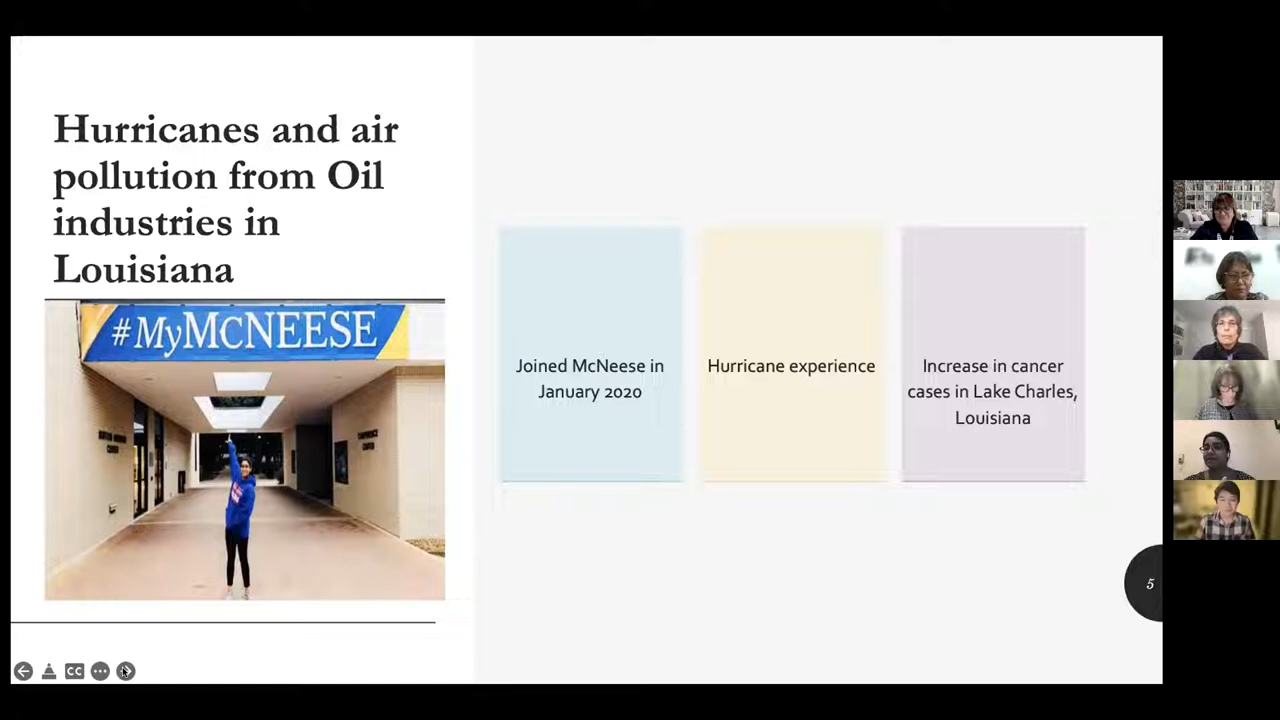 Hurricanes and air
pollution from Oil
industries in
Louisiana
#MyMCNEESE
Joined McNeese in
January 2020
Hurricane experience
Increase in cancer
cases in Lake Charles,
Louisiana
5
CC